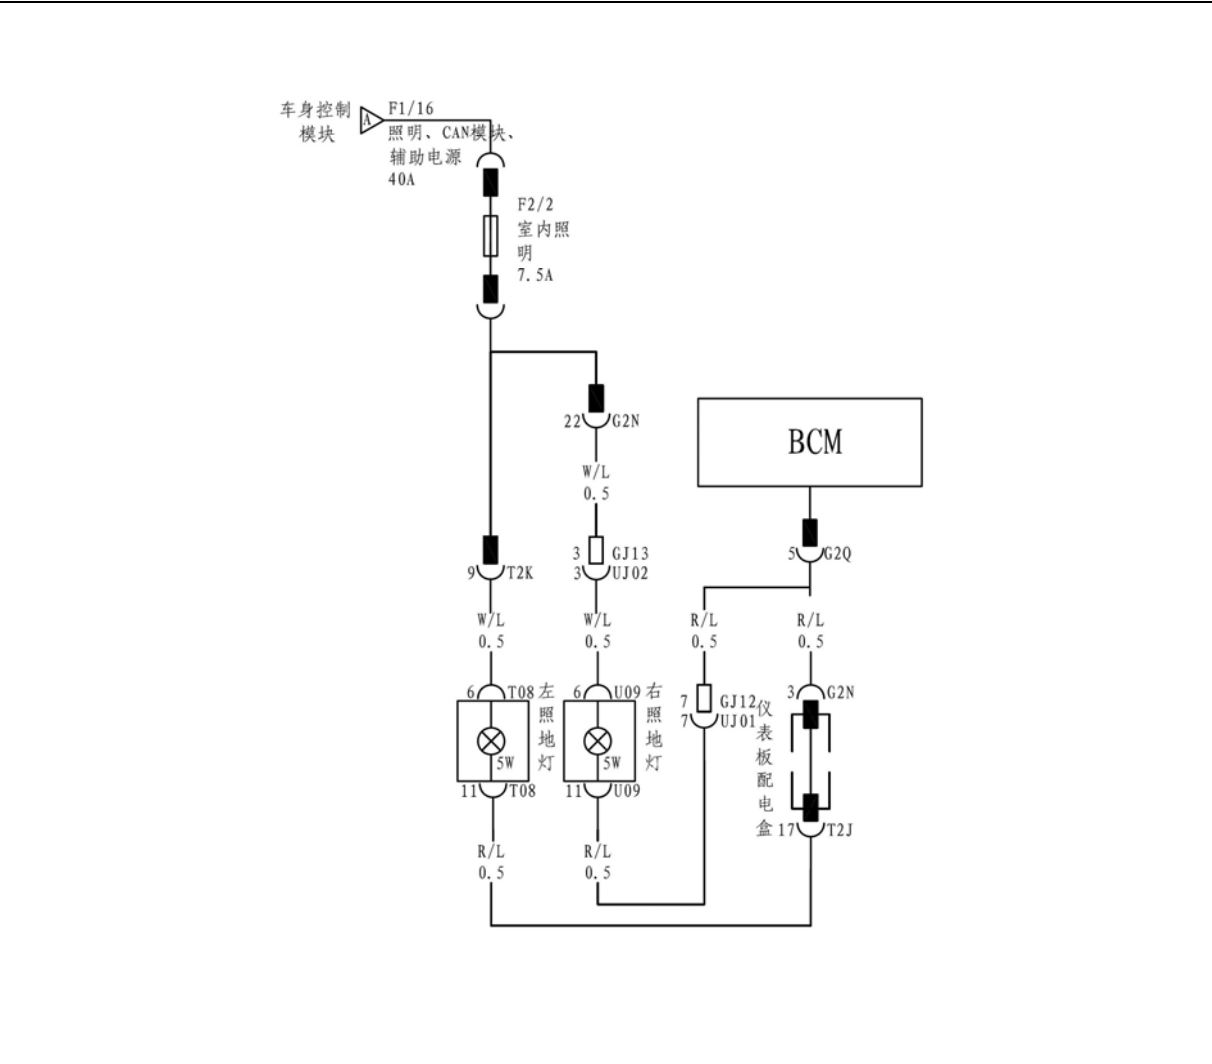 车身控制
模块
A
F1/16
照明、CAN模块、
辅助电源
40A
F2/2
室内照
明
7.5A
22 G2N
W/L
0.5
BCM
5 G2Q
3 GJ13
3 UJ02
9 T2K
W/L
0.5
W/L
0.5
R/L
0.5
R/L
0.5
6 T08
左照地灯
5W
11 T08
6 U09
右照地灯
5W
11 U09
7 GJ12
7 UJ01
3 G2N
仪表板配电盒
17 T2J
R/L
0.5
R/L
0.5